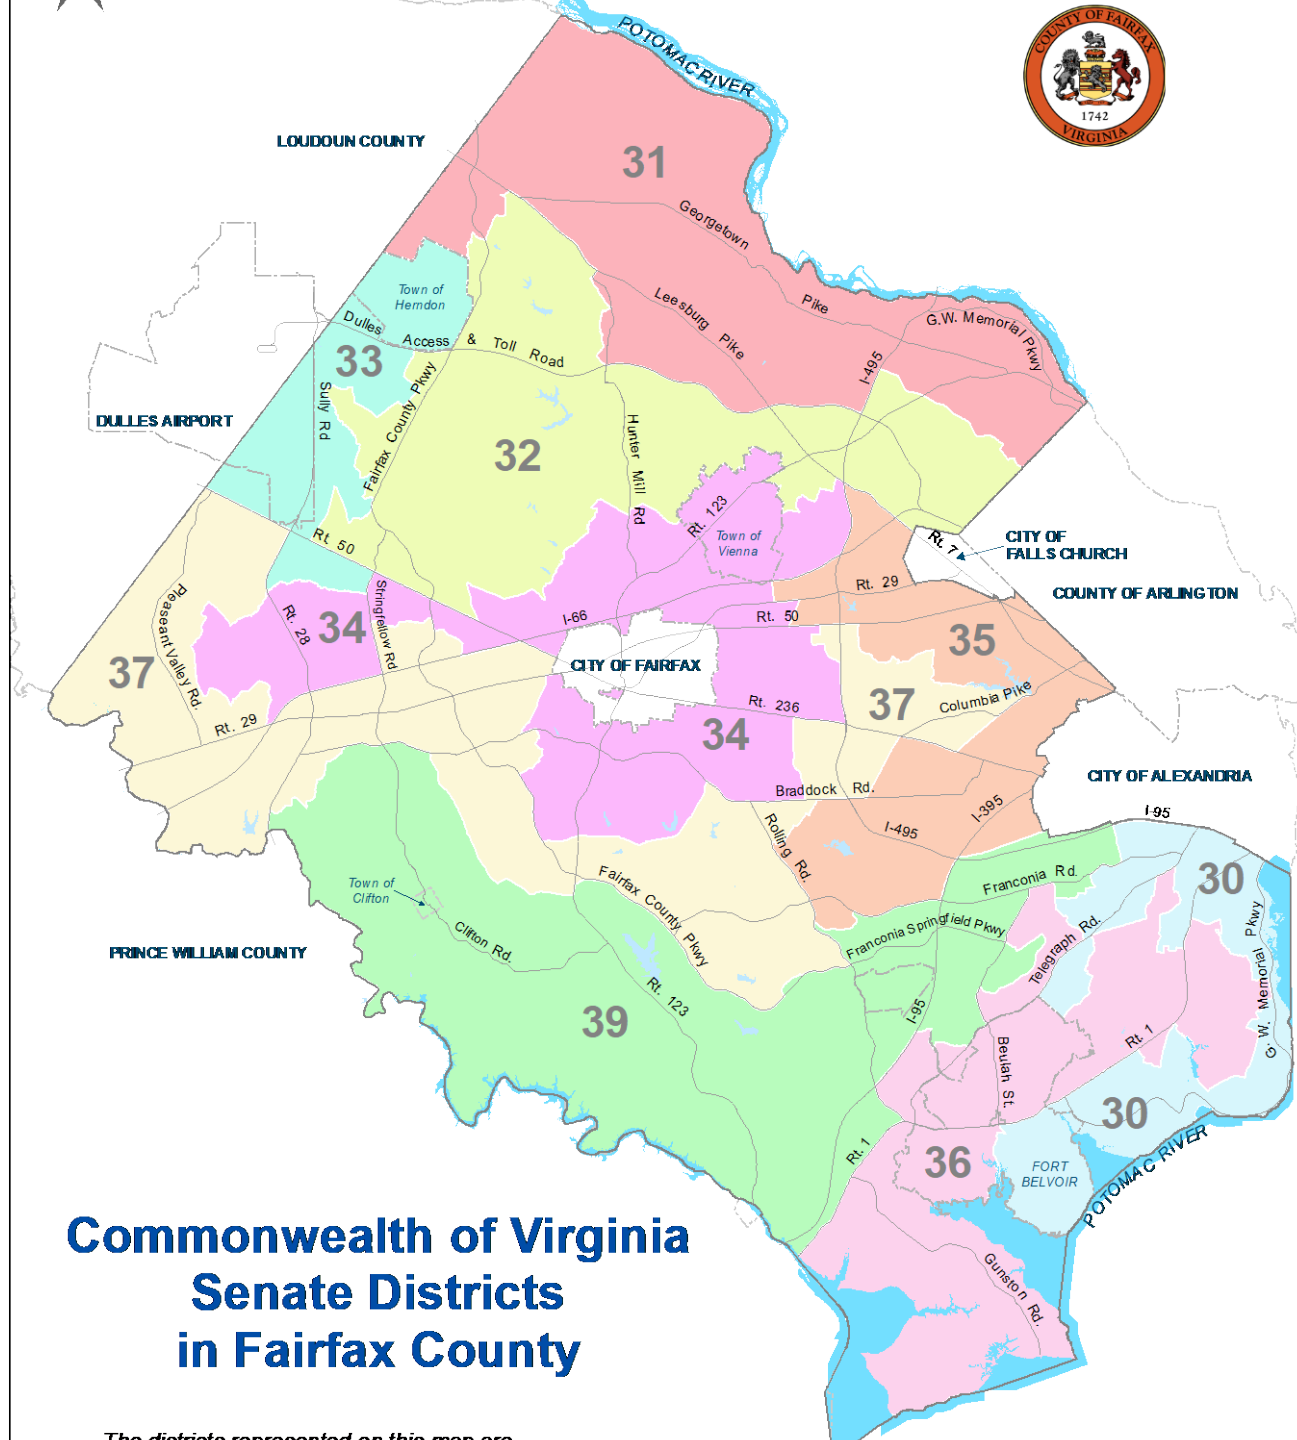 COUNTY OF FAIRFAX
1742
VIRGINIA
POTOMAC RIVER
LOUDOUN COUNTY
31
Georgetown
Pike
Leesburg Pike
G.W. Memorial Pkwy
I-495
Town of
Herndon
Dulles
Access & Toll Road
33
Sully Rd
Fairfax County Pkwy
DULLES AIRPORT
32
Hunter Mill Rd
Rt. 123
Town of
Vienna
Rt. 50
Rt. 7
CITY OF
FALLS CHURCH
COUNTY OF ARLINGTON
Rt. 29
Pleasant Valley Rd.
Rt. 28
34
Stringfellow Rd
I-66
Rt. 50
35
37
CITY OF FAIRFAX
37
Columbia Pike
Rt. 29
Rt. 236
34
CITY OF ALEXANDRIA
Braddock Rd.
I-95
I-495
I-395
Rolling Rd.
Town of
Clifton
Clifton Rd.
Fairfax County Pkwy
Franconia Rd.
30
Franconia Springfield Pkwy
Telegraph Rd.
G. W. Memorial Pkwy
PRINCE WILLIAM COUNTY
Rt. 123
39
I-95
Beulah St.
Rt. 1
30
Rt. 1
36
FORT
BELVOIR
POTOMAC RIVER
Gunston Rd.
Commonwealth of Virginia
Senate Districts
in Fairfax County
The districts represented on this map are